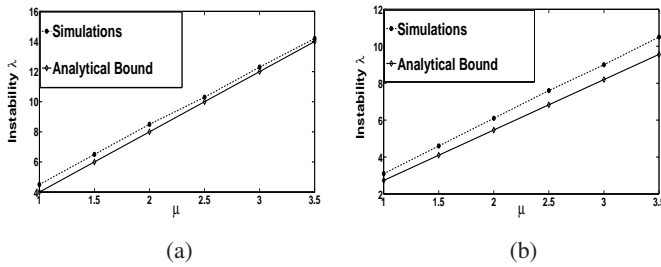 16
14
12
10
8
6
4
Instability λ
Simulations
Analytical Bound
1
1.5
2
2.5
3
3.5
μ
(a)
12
10
8
6
4
2
Instability λ
Simulations
Analytical Bound
1
1.5
2
2.5
3
3.5
μ
(b)